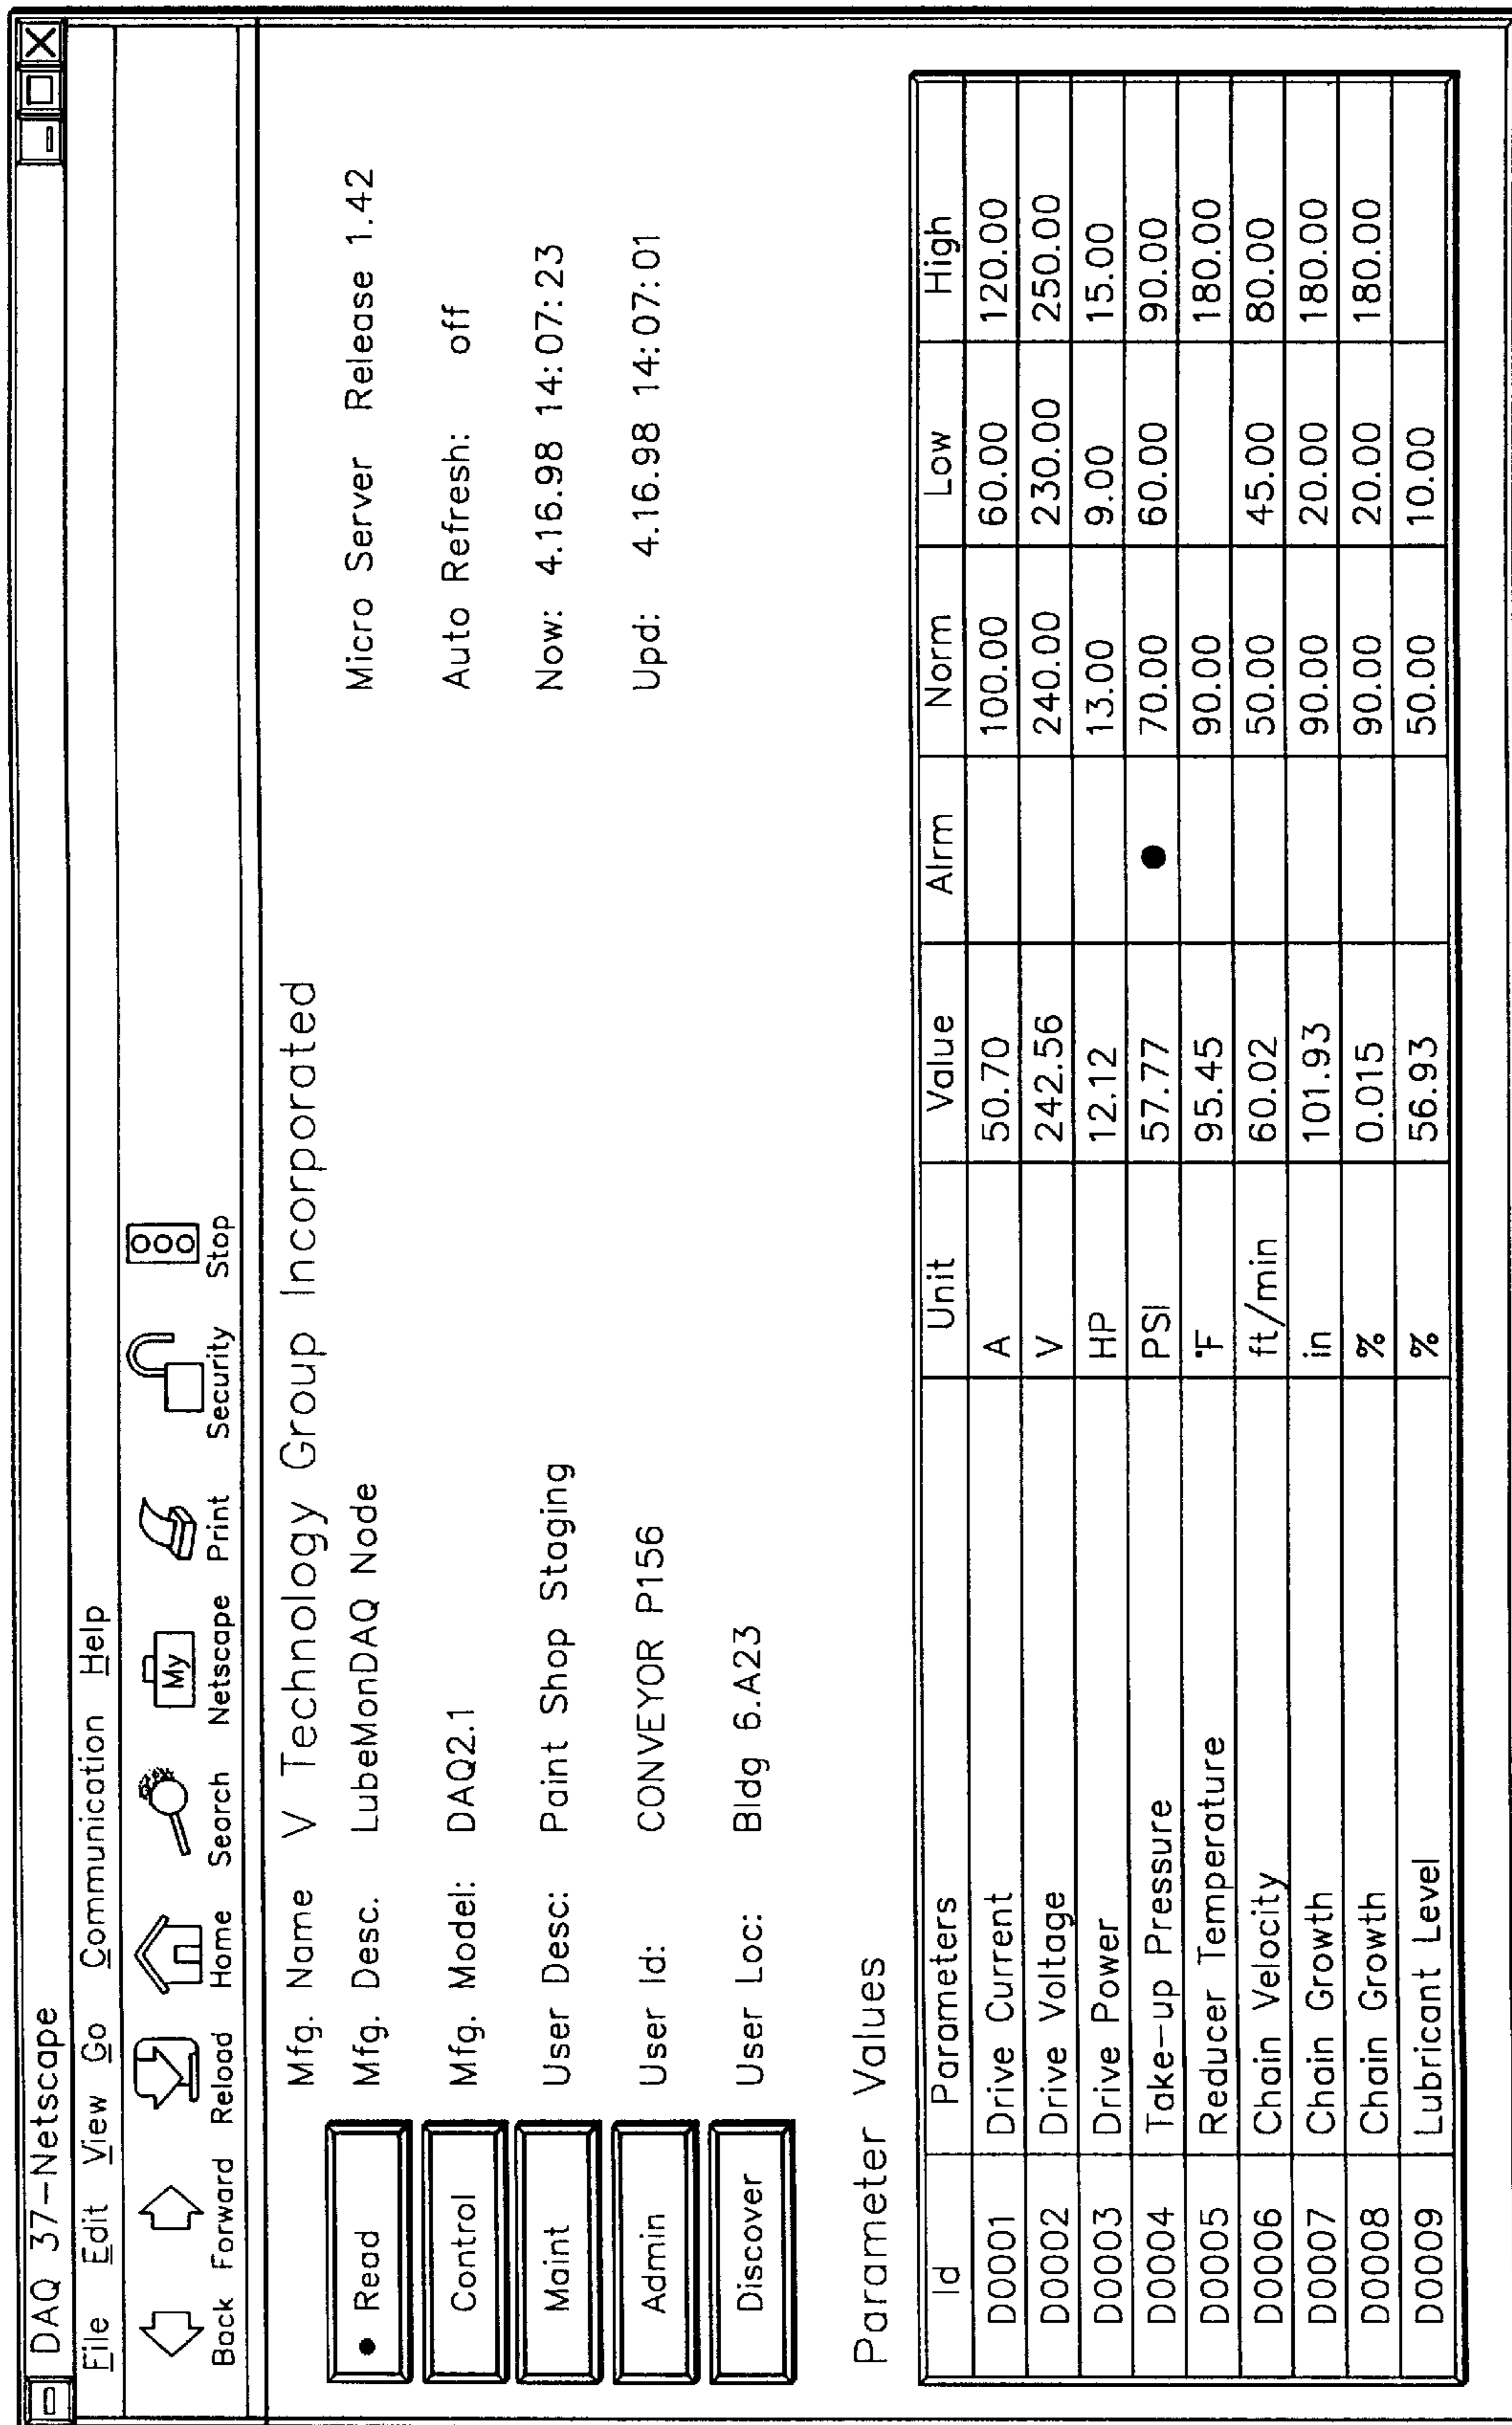 DAQ 37-Netscape
File Edit View Go Communication Help
Back Forward Reload Home Search My Netscape Print Security Stop
Mfg. Name V Technology Group Incorporated
Read Mfg. Desc. LubeMonDAQ Node Micro Server Release 1.42
Control Mfg. Model: DAQ2.1 Auto Refresh: off
Maint User Desc: Paint Shop Staging Now: 4.16.98 14:07:23
Admin User Id: CONVEYOR P156 Upd: 4.16.98 14:07:01
Discover User Loc: Bldg 6.A23
Parameter Values
Id Parameters Unit Value Alrm Norm Low High
D0001 Drive Current A 50.70 100.00 60.00 120.00
D0002 Drive Voltage V 242.56 240.00 230.00 250.00
D0003 Drive Power HP 12.12 13.00 9.00 15.00
D0004 Take-up Pressure PSI 57.77 ● 70.00 60.00 90.00
D0005 Reducer Temperature °F 95.45 90.00 180.00
D0006 Chain Velocity ft/min 60.02 50.00 45.00 80.00
D0007 Chain Growth in 101.93 90.00 20.00 180.00
D0008 Chain Growth % 0.015 90.00 20.00 180.00
D0009 Lubricant Level % 56.93 50.00 10.00